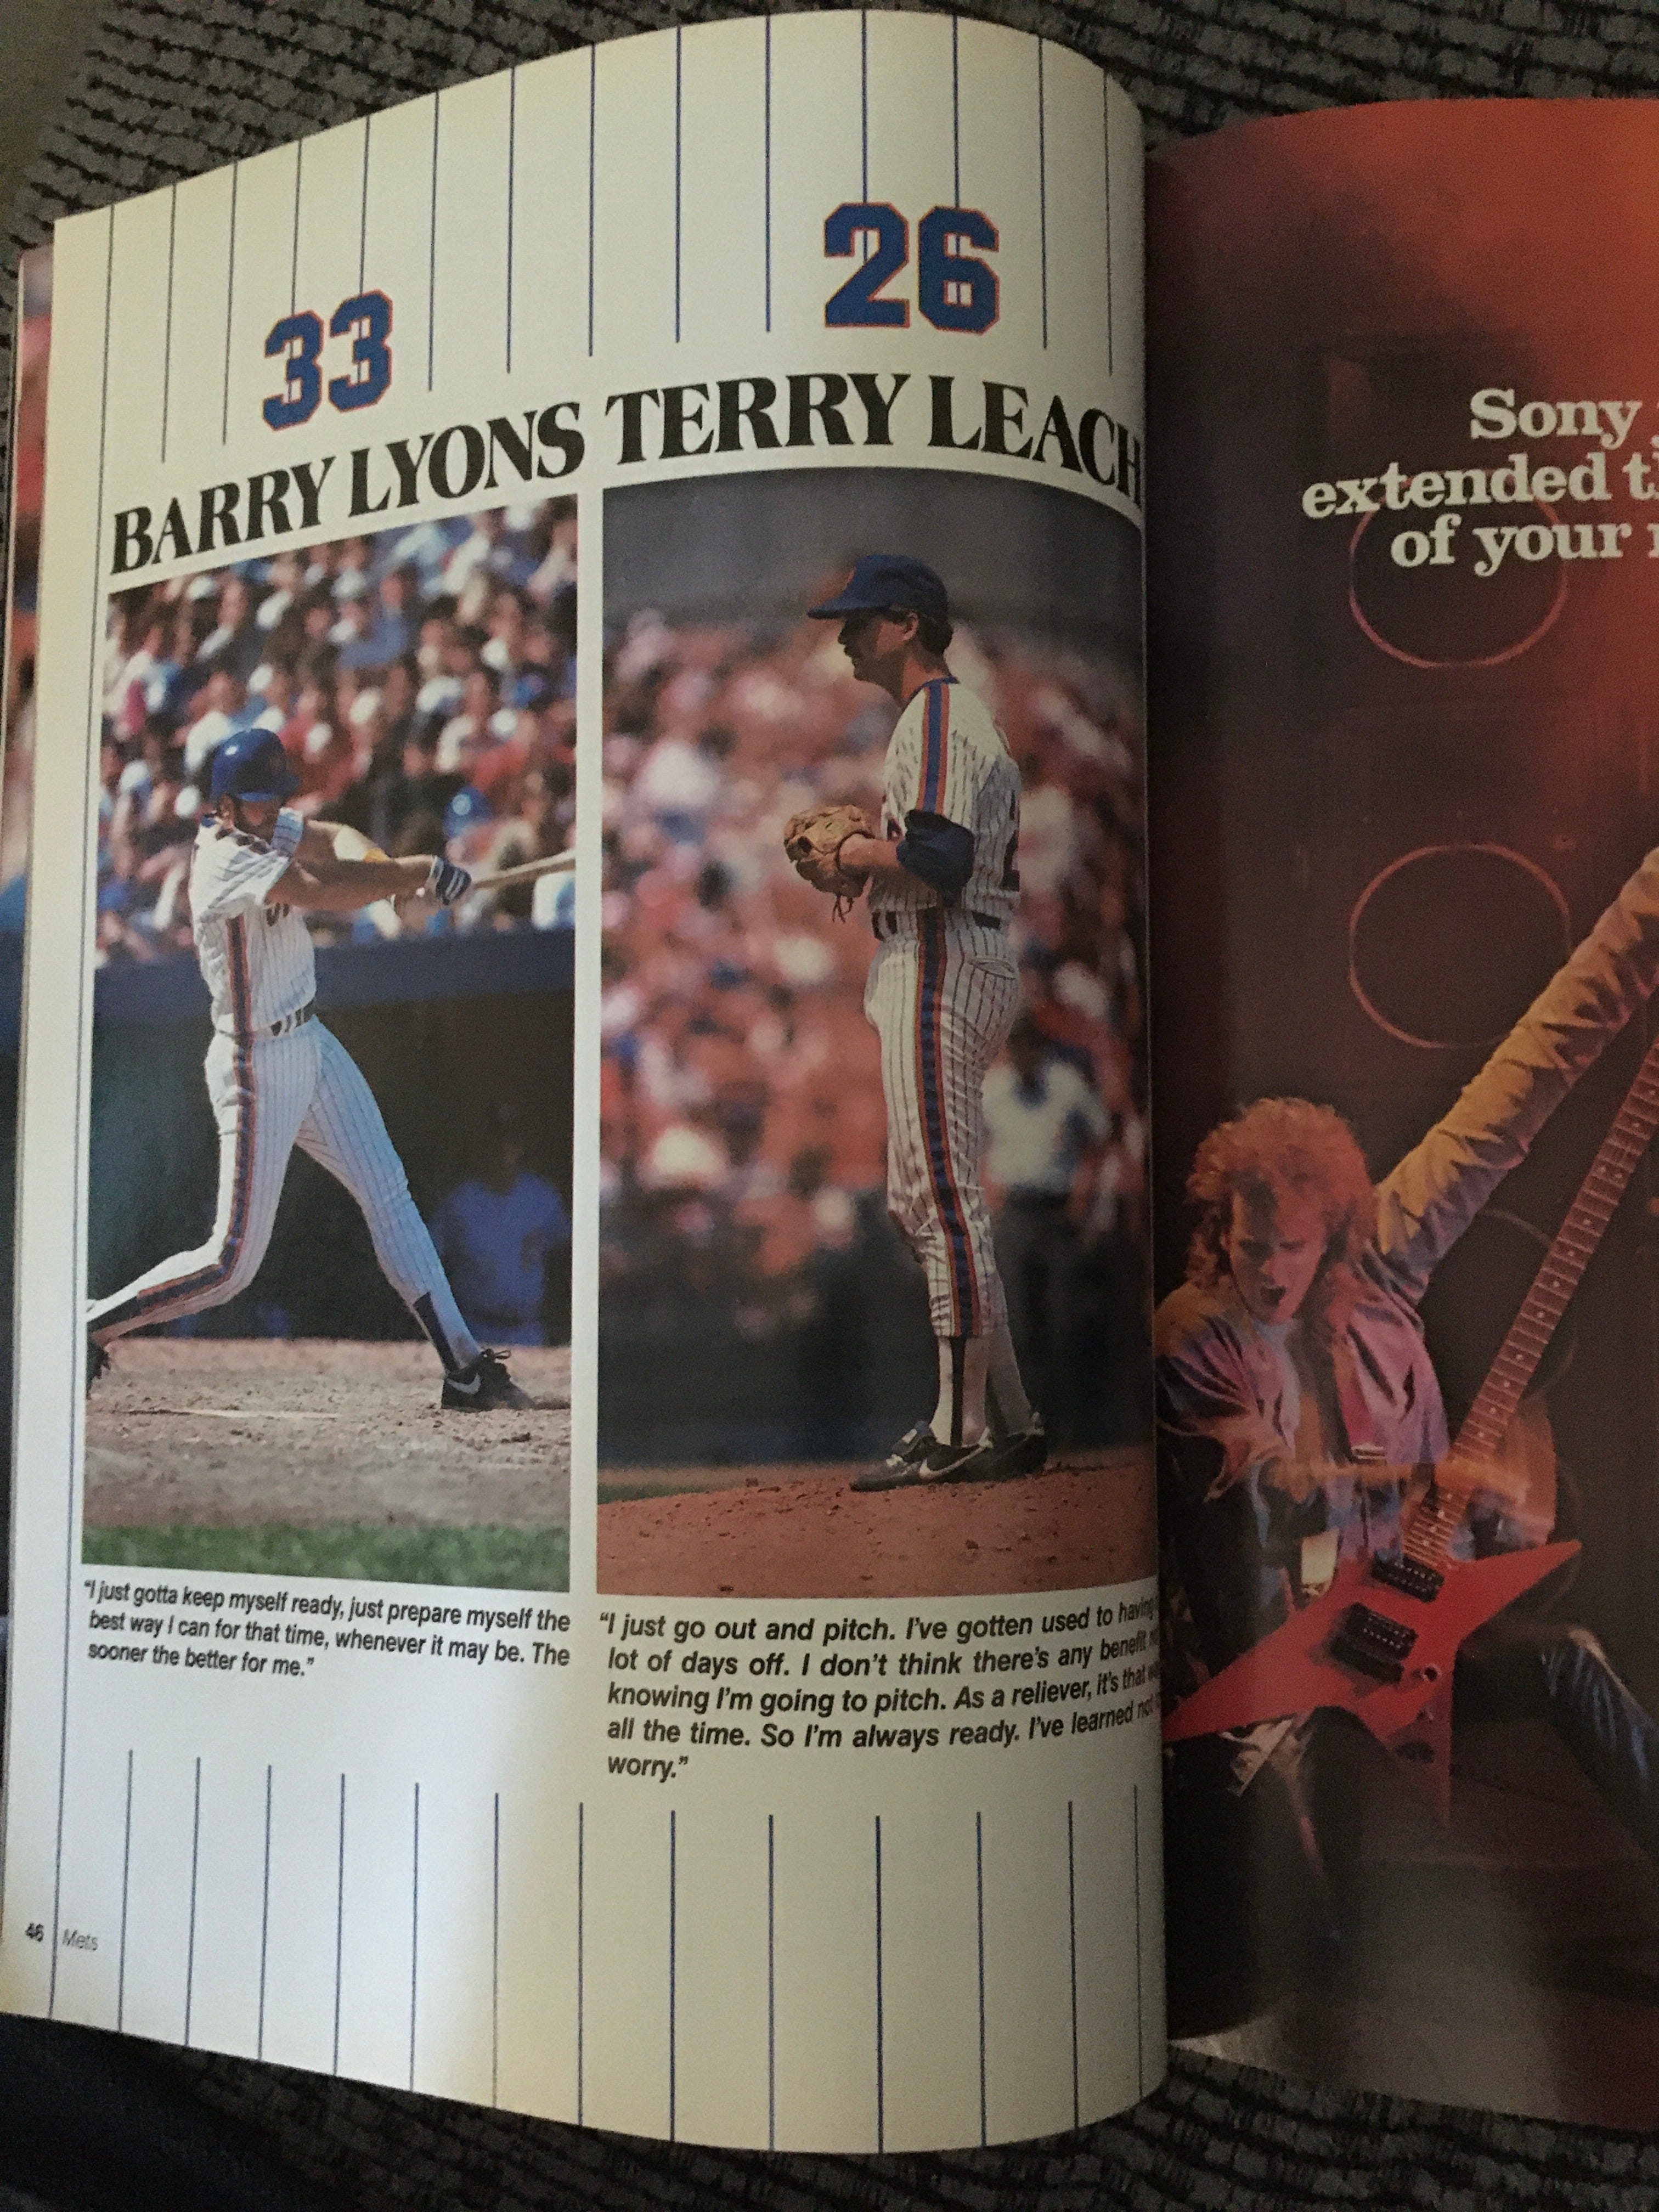 33
26
BARRY LYONS
TERRY LEACH
"I just gotta keep myself ready, just prepare myself the
best way I can for that time, whenever it may be. The
sooner the better for me."
"I just go out and pitch. I've gotten used to having
lot of days off. I don't think there's any benefit
knowing I'm going to pitch. As a reliever, it's that
all the time. So I'm always ready. I've learned not
worry."
46 Mets
Sony
extended
of your